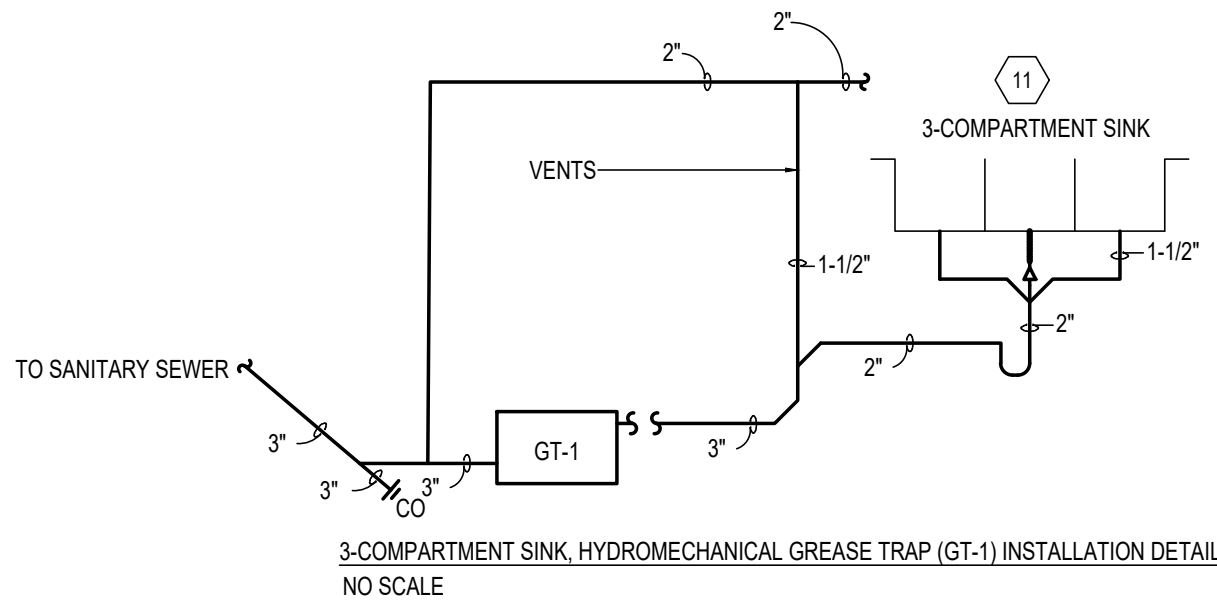 2"
2"
11
3-COMPARTMENT SINK
VENTS
1-1/2"
1-1/2"
2"
2"
TO SANITARY SEWER
3"
GT-1
3"
3"
3"
CO
3-COMPARTMENT SINK, HYDROMECHANICAL GREASE TRAP (GT-1) INSTALLATION DETAIL
NO SCALE